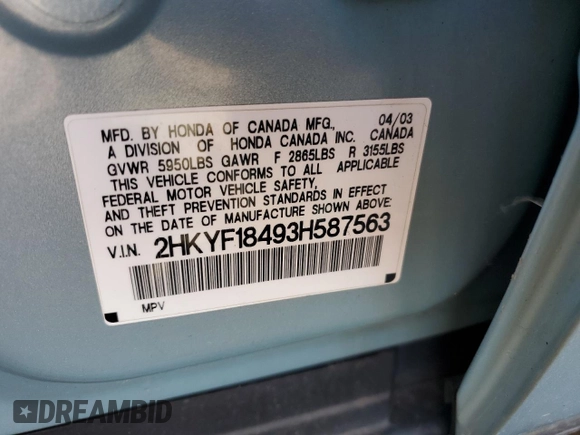 MFD. BY HONDA OF CANADA MFG., 04/03
A DIVISION OF HONDA CANADA INC. CANADA
GVWR 5950LBS GAWR F 2865LBS R 3155LBS
THIS VEHICLE CONFORMS TO ALL APPLICABLE
FEDERAL MOTOR VEHICLE SAFETY,
AND THEFT PREVENTION STANDARDS IN EFFECT
ON THE DATE OF MANUFACTURE SHOWN ABOVE:
V.I.N. 2HKYF18493H587563
MPV
DREAMBID